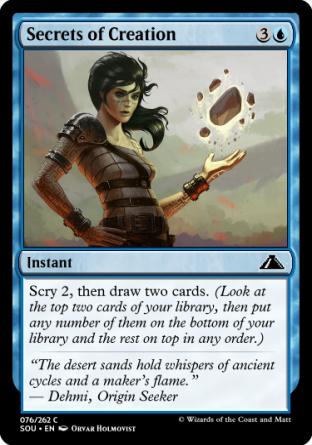 Secrets of Creation 3
Instant
Scry 2, then draw two cards. (Look at
the top two cards of your library, then put
any number of them on the bottom of your
library and the rest on top in any order.)
“The desert sands hold whispers of ancient
cycles and a maker’s flame.”
— Dehmi, Origin Seeker
076/262 C
SOU • EN Orvar Holmovist © Wizards of the Coast and Matt